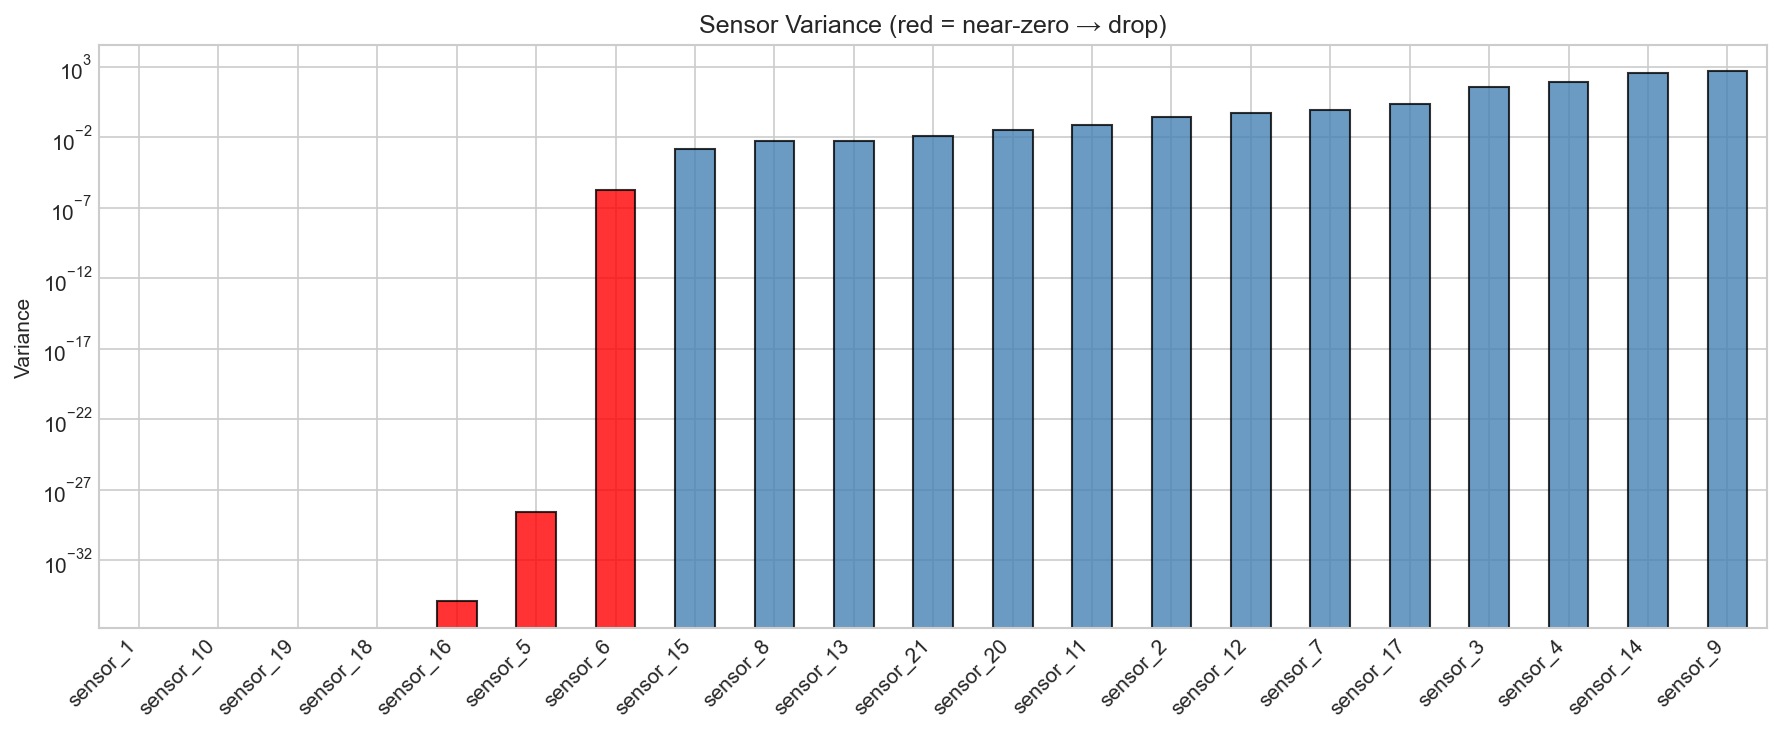 Sensor Variance (red = near-zero → drop)
Variance
10³
10⁻²
10⁻⁷
10⁻¹²
10⁻¹⁷
10⁻²²
10⁻²⁷
10⁻³²
sensor_1
sensor_10
sensor_19
sensor_18
sensor_16
sensor_5
sensor_6
sensor_15
sensor_8
sensor_13
sensor_21
sensor_20
sensor_11
sensor_2
sensor_12
sensor_7
sensor_17
sensor_3
sensor_4
sensor_14
sensor_9